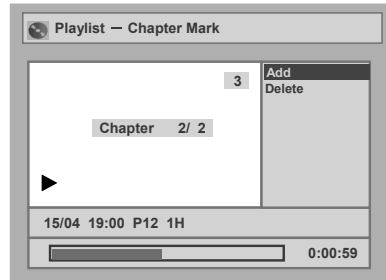 Playlist — Chapter Mark
3
Add
Delete
Chapter 2/ 2
15/04 19:00 P12 1H
0:00:59